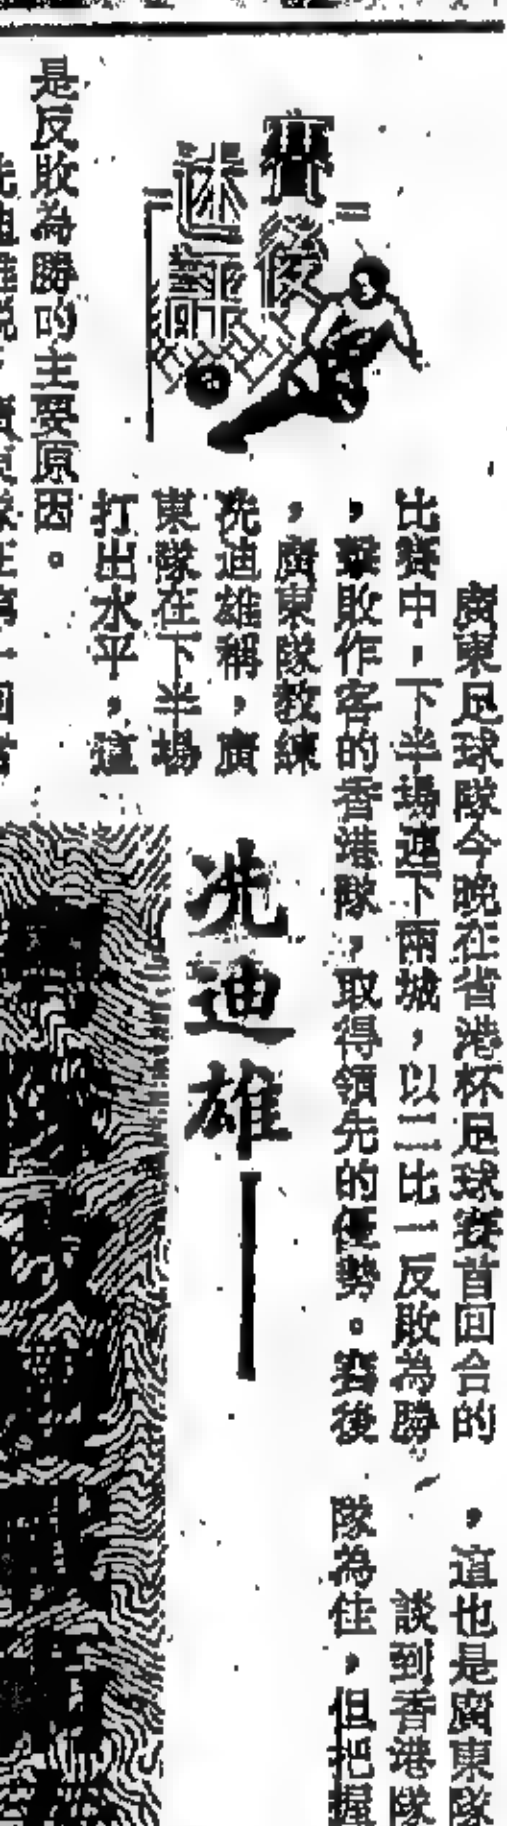 賽後
述評
廣東足球隊今晚在省港杯足球賽首回合的
比賽中，下半場連下兩城，以二比一反敗為勝
，擊敗作客的香港隊，取得領先的優勢。賽後
，廣東隊教練
冼迪雄稱，廣
東隊在下半場
打出水平，這
是反敗為勝的主要原因。
冼迪雄
，這也是廣東隊
談到香港隊
隊為佳，但把握